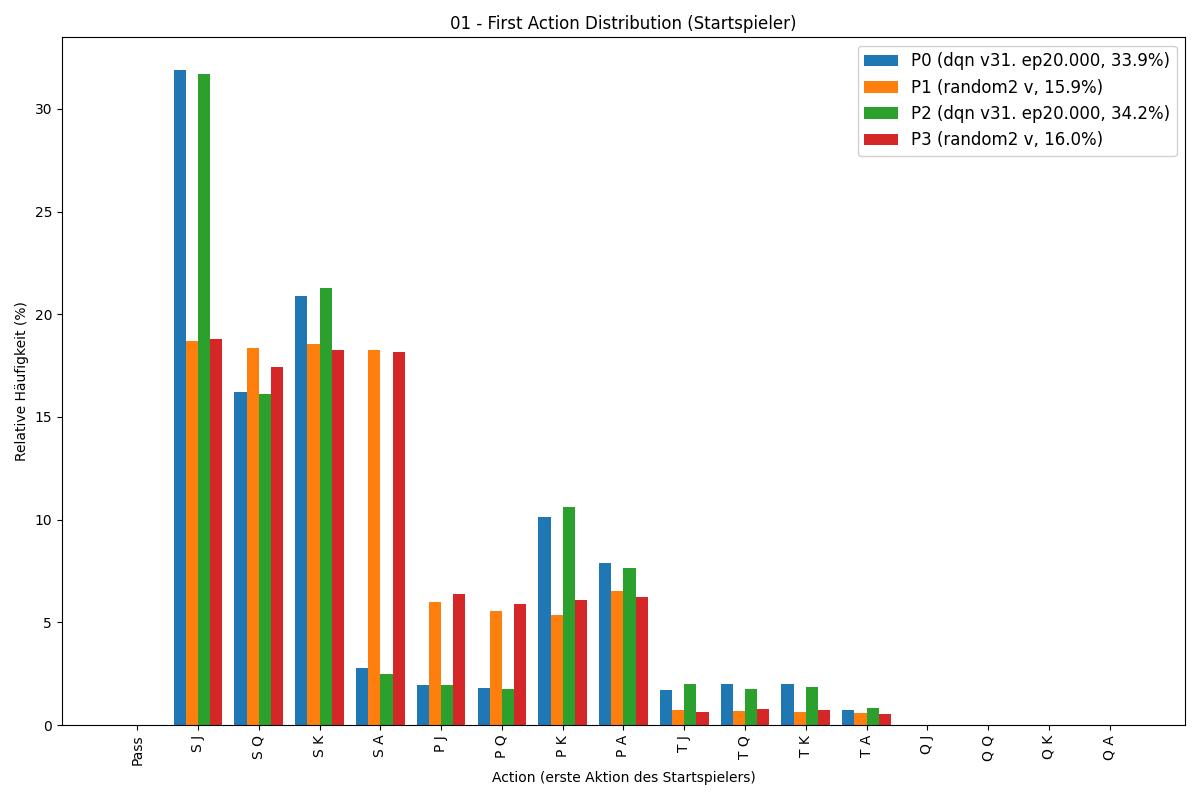 01 - First Action Distribution (Startspieler)
P0 (dqn v31. ep20.000, 33.9%)
P1 (random2 v, 15.9%)
P2 (dqn v31. ep20.000, 34.2%)
P3 (random2 v, 16.0%)
Relative Häufigkeit (%)
30
25
20
15
10
5
0
Pass
S J
S Q
S K
S A
P J
P Q
P K
P A
T J
T Q
T K
T A
Q J
Q Q
Q K
Q A
Action (erste Aktion des Startspielers)